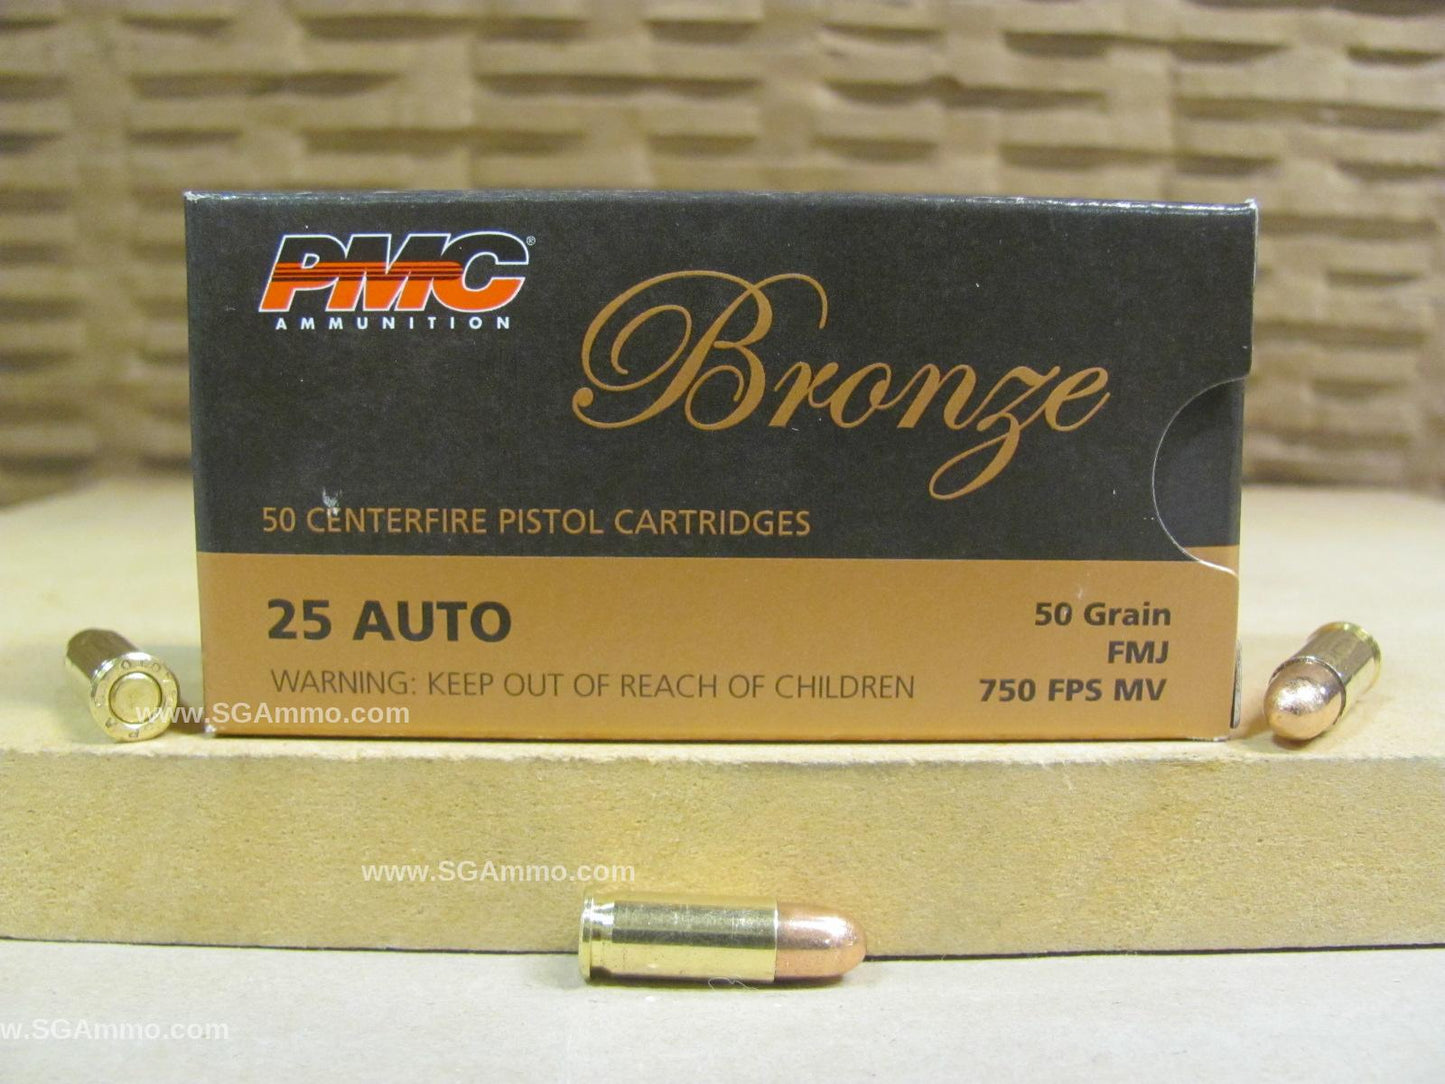 PMC®
AMMUNITION
Bronze
50 CENTERFIRE PISTOL CARTRIDGES
25 AUTO
50 Grain
FMJ
750 FPS MV
WARNING: KEEP OUT OF REACH OF CHILDREN
www.SGAmmo.com
www.SGAmmo.com
w.SGAmmo.com